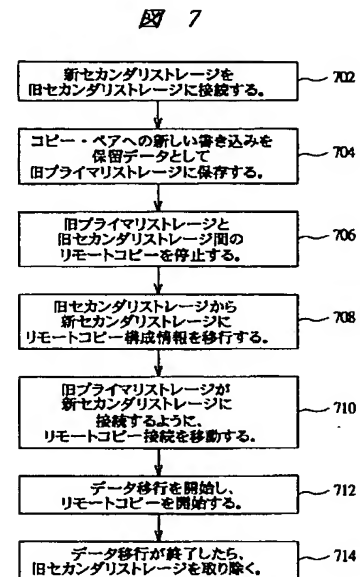 図 7
新セカンダリストレージを
旧セカンダリストレージに接続する。
702
コピー・ペアへの新しい書き込みを
保留データとして
旧プライマリストレージに保存する。
704
旧プライマリストレージと
旧セカンダリストレージ間の
リモートコピーを停止する。
706
旧セカンダリストレージから
新セカンダリストレージに
リモートコピー構成情報を移行する。
708
旧プライマリストレージが
新セカンダリストレージに
接続するように、
リモートコピー接続を移動する。
710
データ移行を開始し、
リモートコピーを開始する。
712
データ移行が終了したら、
旧セカンダリストレージを取り除く。
714